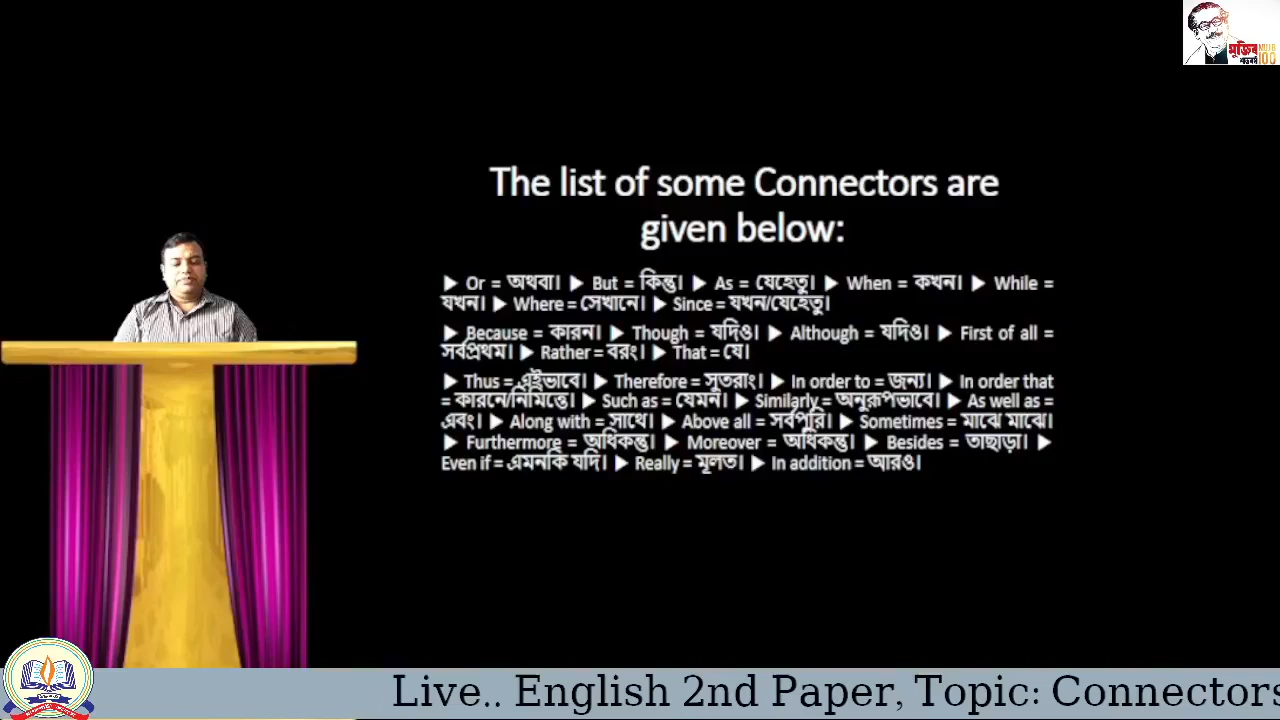 মুজিব MUJIB
শতবর্ষ 100
The list of some Connectors are
given below:
▶ Or = অথবা। ▶ But = কিন্তু। ▶ As = যেহেতু। ▶ When = কখন। ▶ While =
যখন। ▶ Where = সেখানে। ▶ Since = যখন/যেহেতু।
▶ Because = কারন। ▶ Though = যদিও। ▶ Although = যদিও। ▶ First of all =
সর্বপ্রথম। ▶ Rather = বরং। ▶ That = যে।
▶ Thus = এইভাবে। ▶ Therefore = সুতরাং। ▶ In order to = জন্য। ▶ In order that
= কারনে/নিমিত্তে। ▶ Such as = যেমন। ▶ Similarly = অনুরূপভাবে। ▶ As well as =
এবং। ▶ Along with = সাথে। ▶ Above all = সর্বপুরি। ▶ Sometimes = মাঝে মাঝে।
▶ Furthermore = অধিকন্তু। ▶ Moreover = অধিকন্তু। ▶ Besides = তাছাড়া। ▶
Even if = এমনকি যদি। ▶ Really = মূলত। ▶ In addition = আরও।
Live.. English 2nd Paper, Topic: Connectors